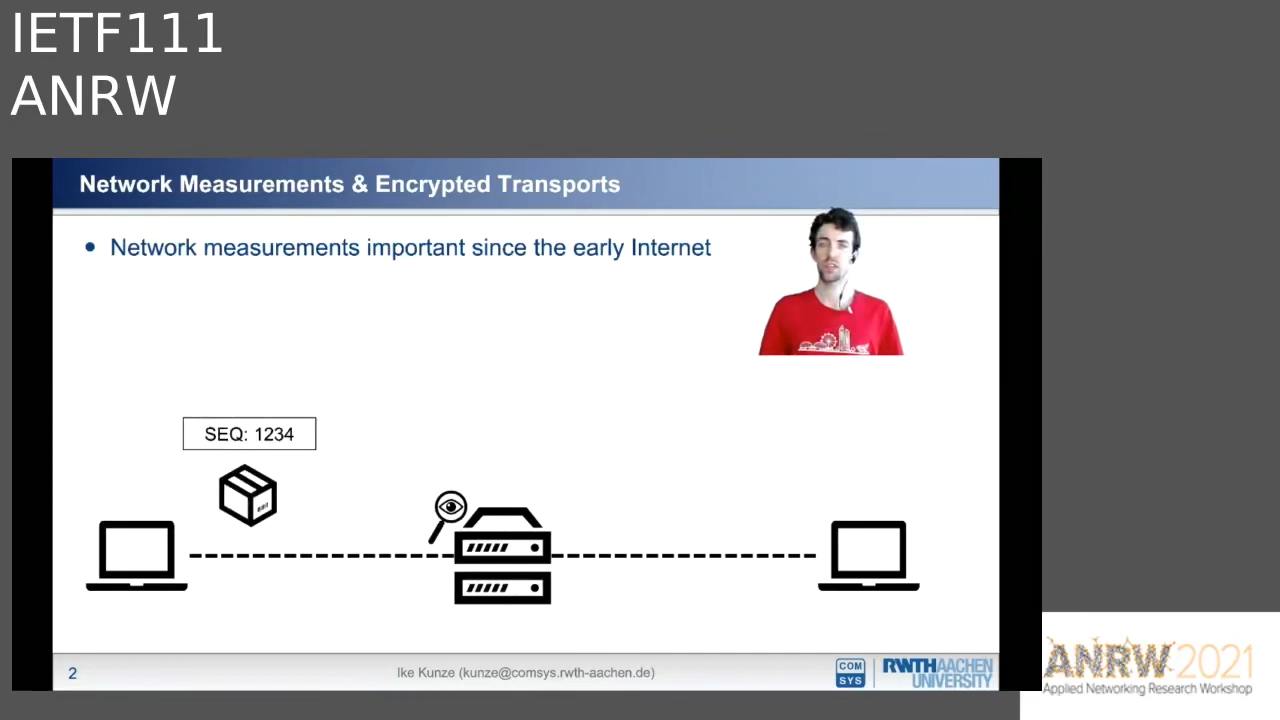 IETF111
ANRW
Network Measurements & Encrypted Transports
• Network measurements important since the early Internet
SEQ: 1234
2
Ike Kunze (kunze@comsys.rwth-aachen.de)
COM
SYS
RWTHAACHEN
UNIVERSITY
ANRW2021
Applied Networking Research Workshop